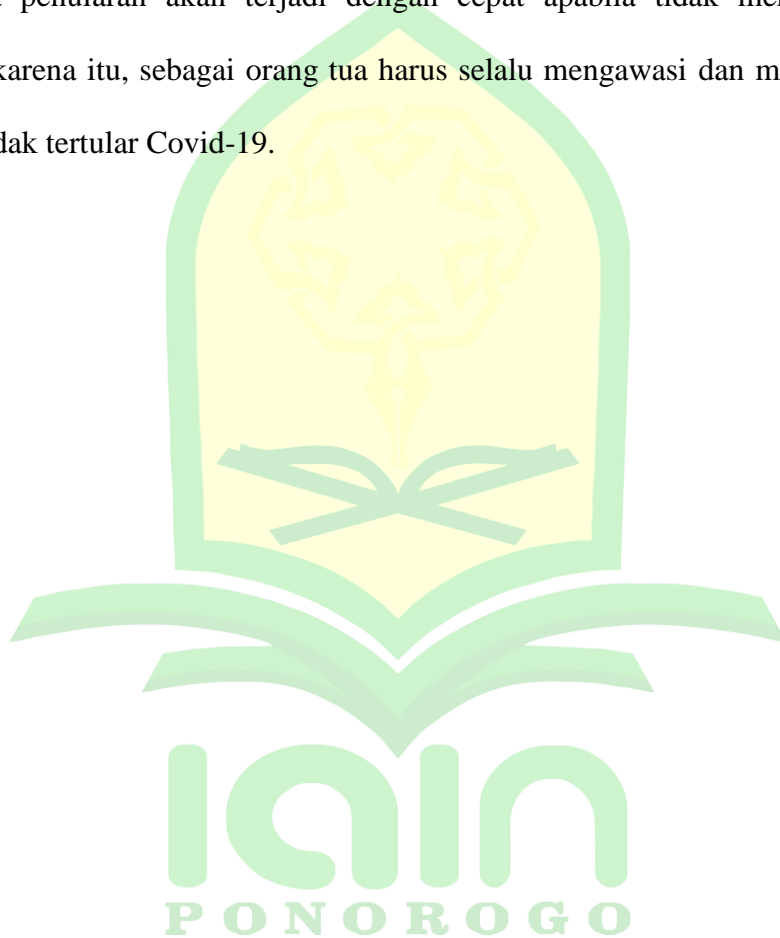 penularan akan terjadi dengan cepat apabila tidak
karena itu, sebagai orang tua harus selalu mengawasi dan
tertular Covid-19.
iain
PONOROGO